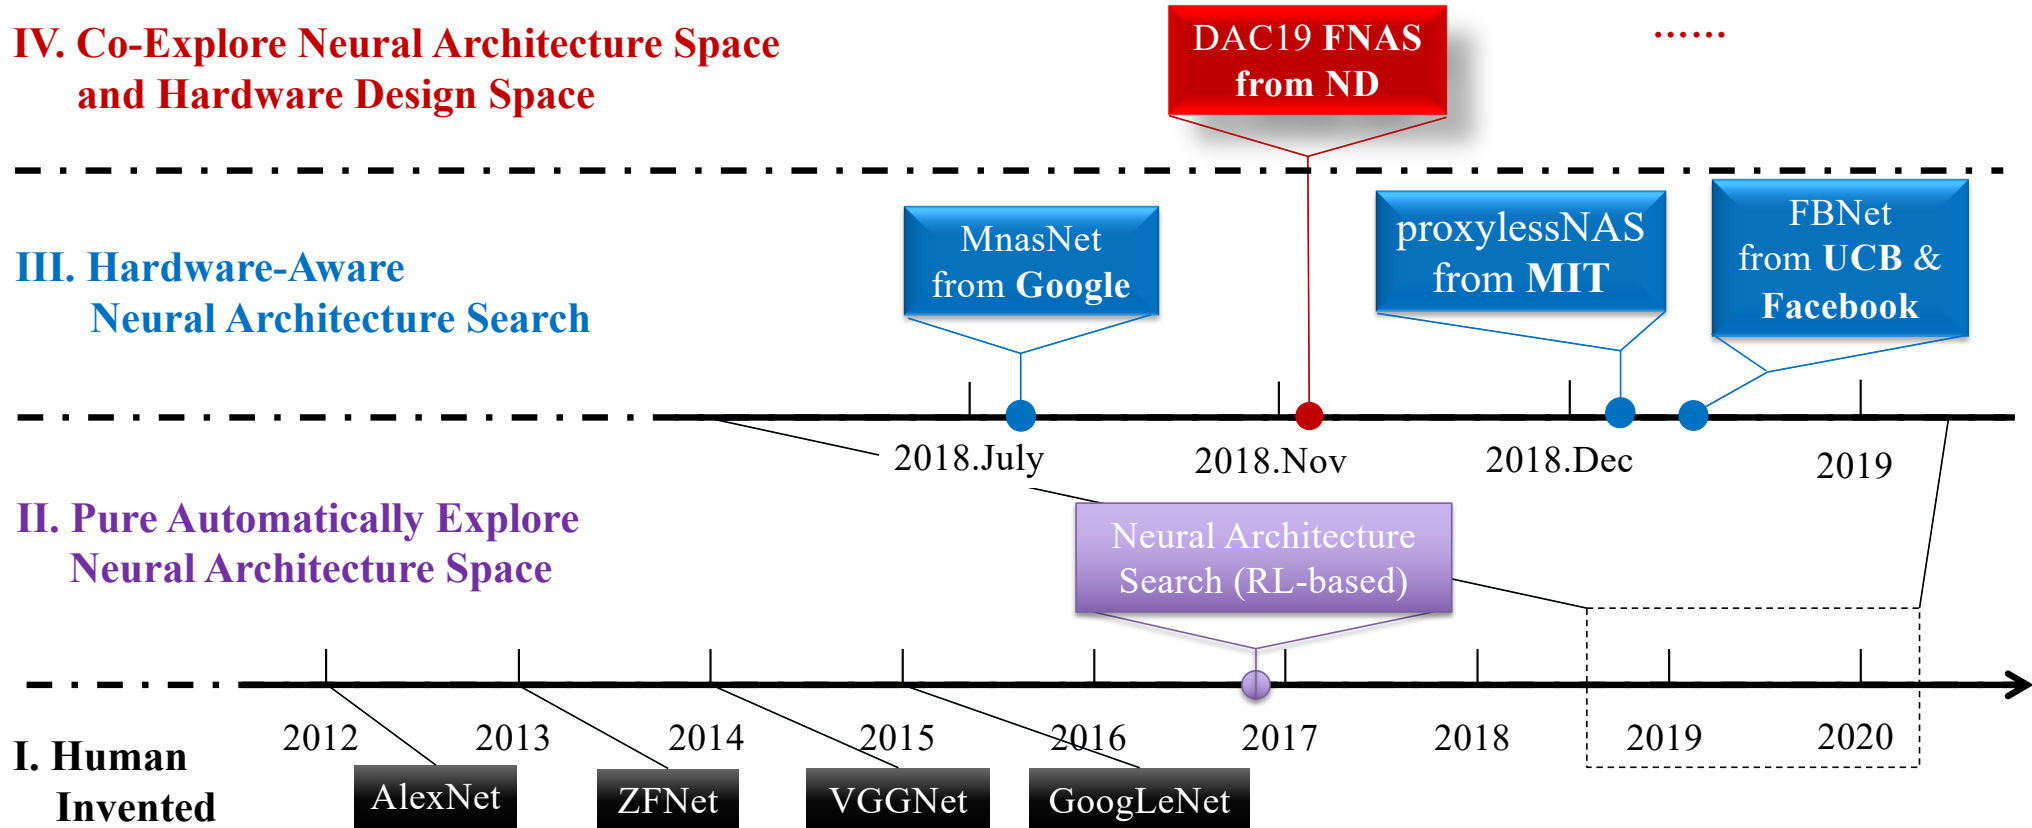 IV. Co-Explore Neural Architecture Space
and Hardware Design Space
DAC19 FNAS
from ND
......
III. Hardware-Aware
Neural Architecture Search
MnasNet
from Google
proxylessNAS
from MIT
FBNet
from UCB &
Facebook
2018.July
2018.Nov
2018.Dec
2019
II. Pure Automatically Explore
Neural Architecture Space
Neural Architecture
Search (RL-based)
2012
2013
2014
2015
2016
2017
2018
2019
2020
I. Human
Invented
AlexNet
ZFNet
VGGNet
GoogLeNet